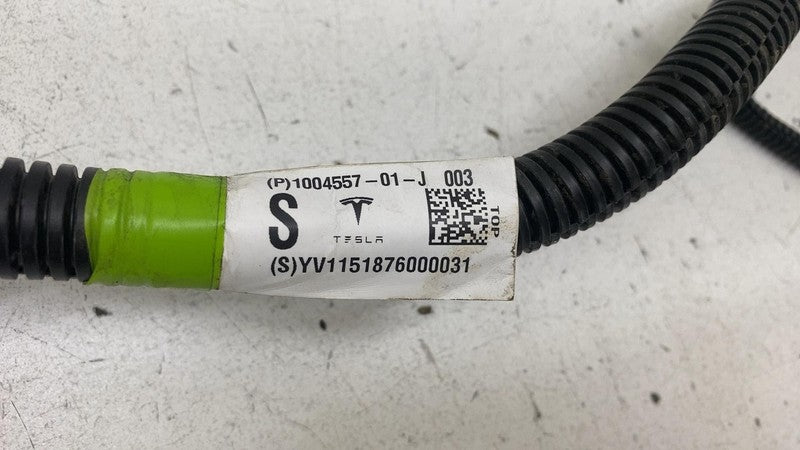 (P)1004557-01-J 003
S
TESLA
TOP
(S)YV1151876000031